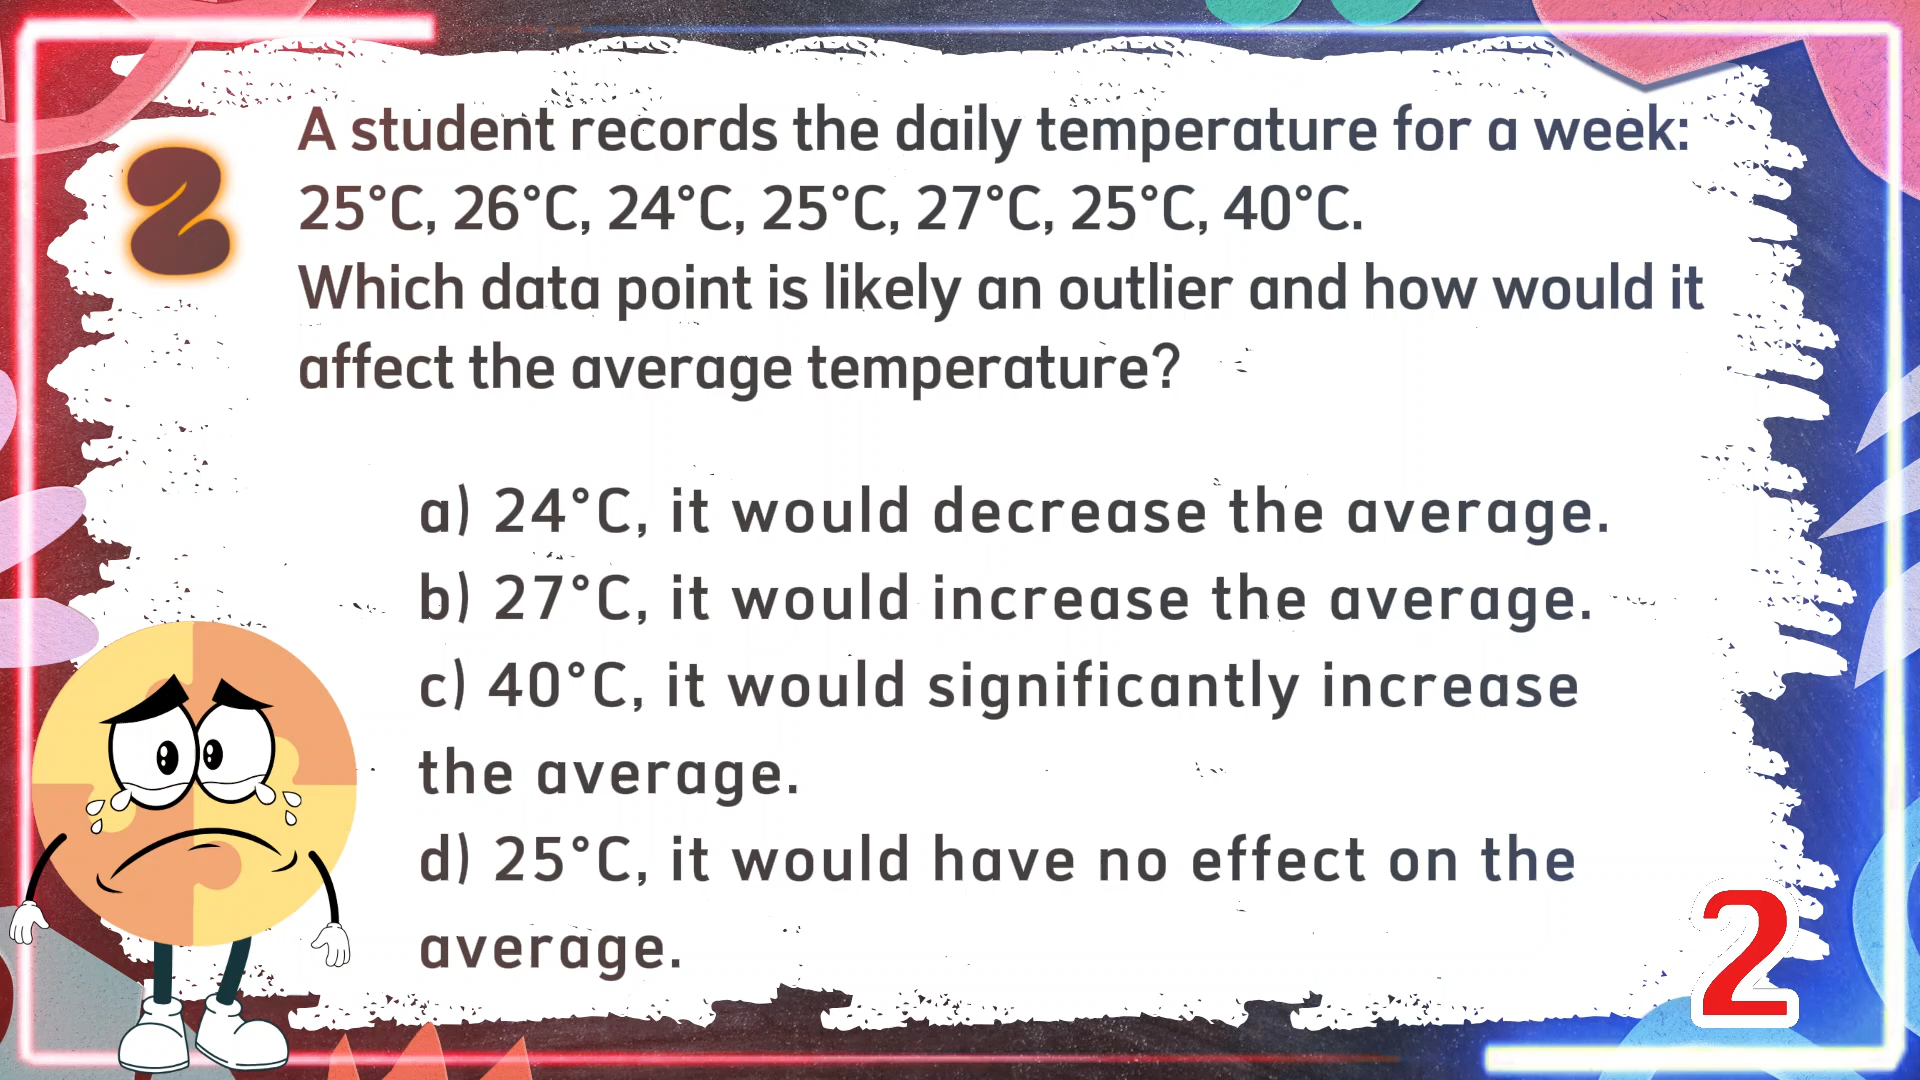 2
A student records the daily temperature for a week:
25°C, 26°C, 24°C, 25°C, 27°C, 25°C, 40°C.
Which data point is likely an outlier and how would it
affect the average temperature?
a) 24°C, it would decrease the average.
b) 27°C, it would increase the average.
c) 40°C, it would significantly increase
the average.
d) 25°C, it would have no effect on the
average.
2